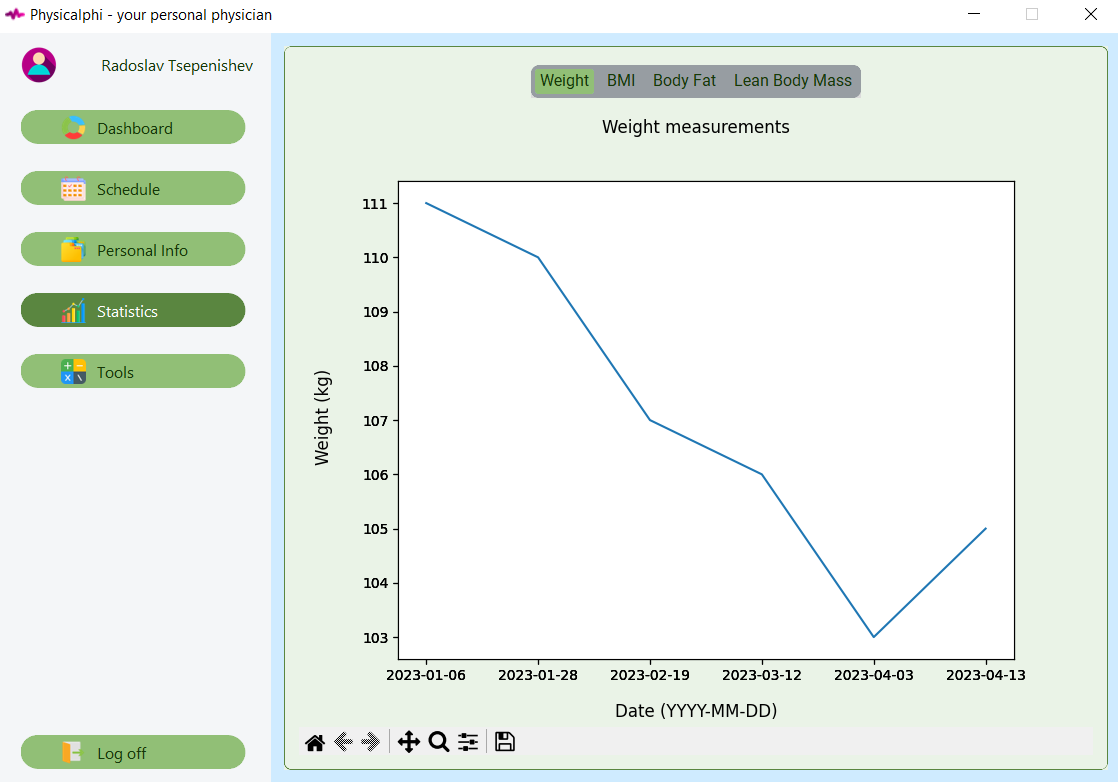 Physicalphi - your personal physician
Radoslav Tsepenishev
Dashboard
Schedule
Personal Info
Statistics
Tools
Log off
Weight BMI Body Fat Lean Body Mass
Weight measurements
Weight (kg)
111
110
109
108
107
106
105
104
103
2023-01-06 2023-01-28 2023-02-19 2023-03-12 2023-04-03 2023-04-13
Date (YYYY-MM-DD)